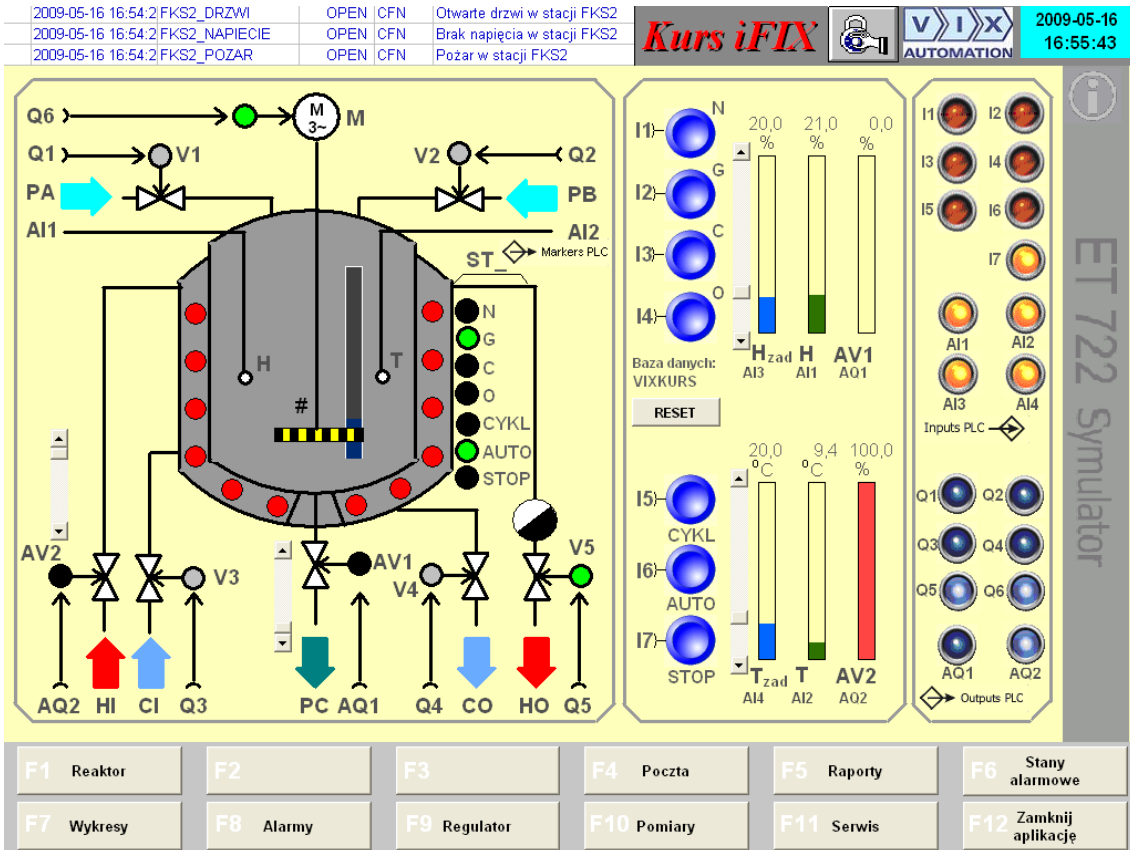 2009-05-16 16:54:2 FKS2_DRZWI OPEN CFN Otwarte drzwi w stacji FKS2
2009-05-16 16:54:2 FKS2_NAPIECIE OPEN CFN Brak napięcia w stacji FKS2
2009-05-16 16:54:2 FKS2_POZAR OPEN CFN Pożar w stacji FKS2
Kurs iFIX
VIX
AUTOMATION
2009-05-16
16:55:43
Q6
M
3~
M
Q1
V1
V2
Q2
PA
PB
AI1
AI2
ST_
Markers PLC
H
T
#
N
G
C
O
CYKL
AUTO
STOP
AV2
V3
AV1
V4
V5
AQ2 HI CI Q3 PC AQ1 Q4 CO HO Q5
I1
N
I2
G
I3
C
I4
O
20,0 21,0 0,0
% % %
Hzad H AV1
AI3 AI1 AQ1
Baza danych:
VIXKURS
RESET
I5
CYKL
I6
AUTO
I7
STOP
20,0 9,4 100,0
°C °C %
Tzad T AV2
AI4 AI2 AQ2
I1 I2
I3 I4
I5 I6
I7
AI1 AI2
AI3 AI4
Inputs PLC
Q1 Q2
Q3 Q4
Q5 Q6
AQ1 AQ2
Outputs PLC
ET 722 Symulator
F1 Reaktor
F2
F3
F4 Poczta
F5 Raporty
F6 Stany
alarmowe
F7 Wykresy
F8 Alarmy
F9 Regulator
F10 Pomiary
F11 Serwis
F12 Zamknij
aplikację